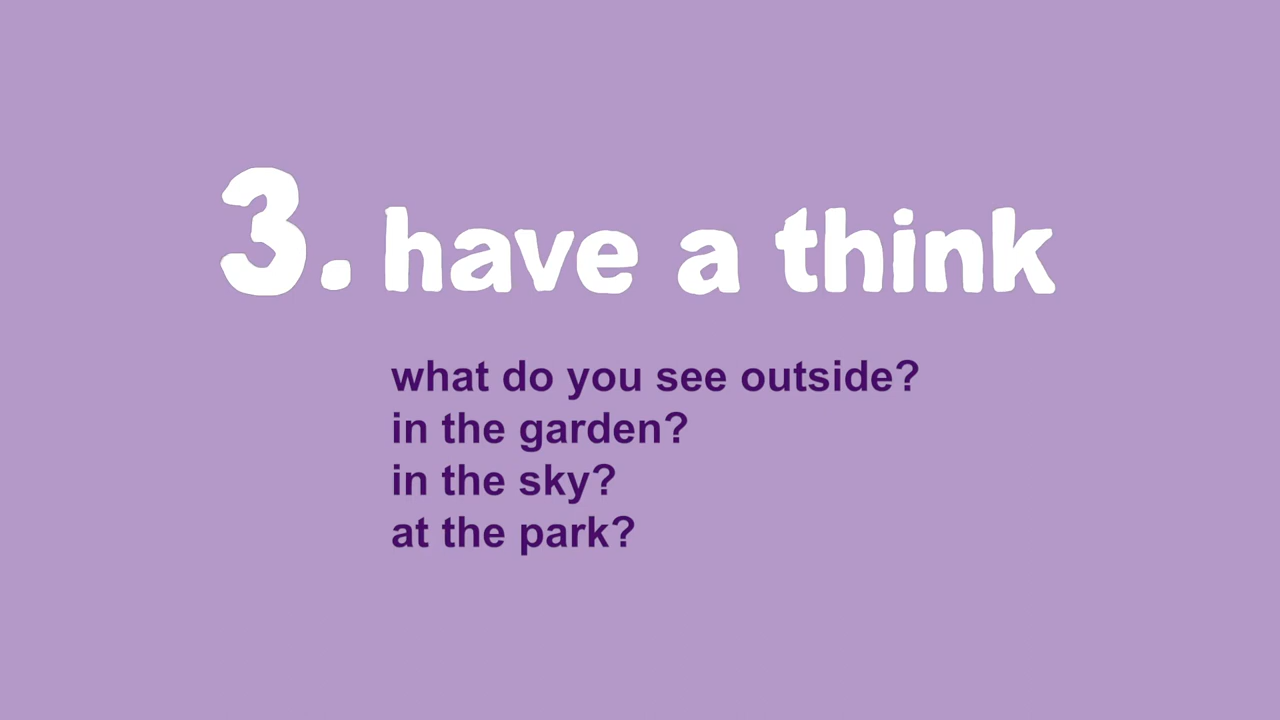 3. have a think
what do you see outside?
in the garden?
in the sky?
at the park?